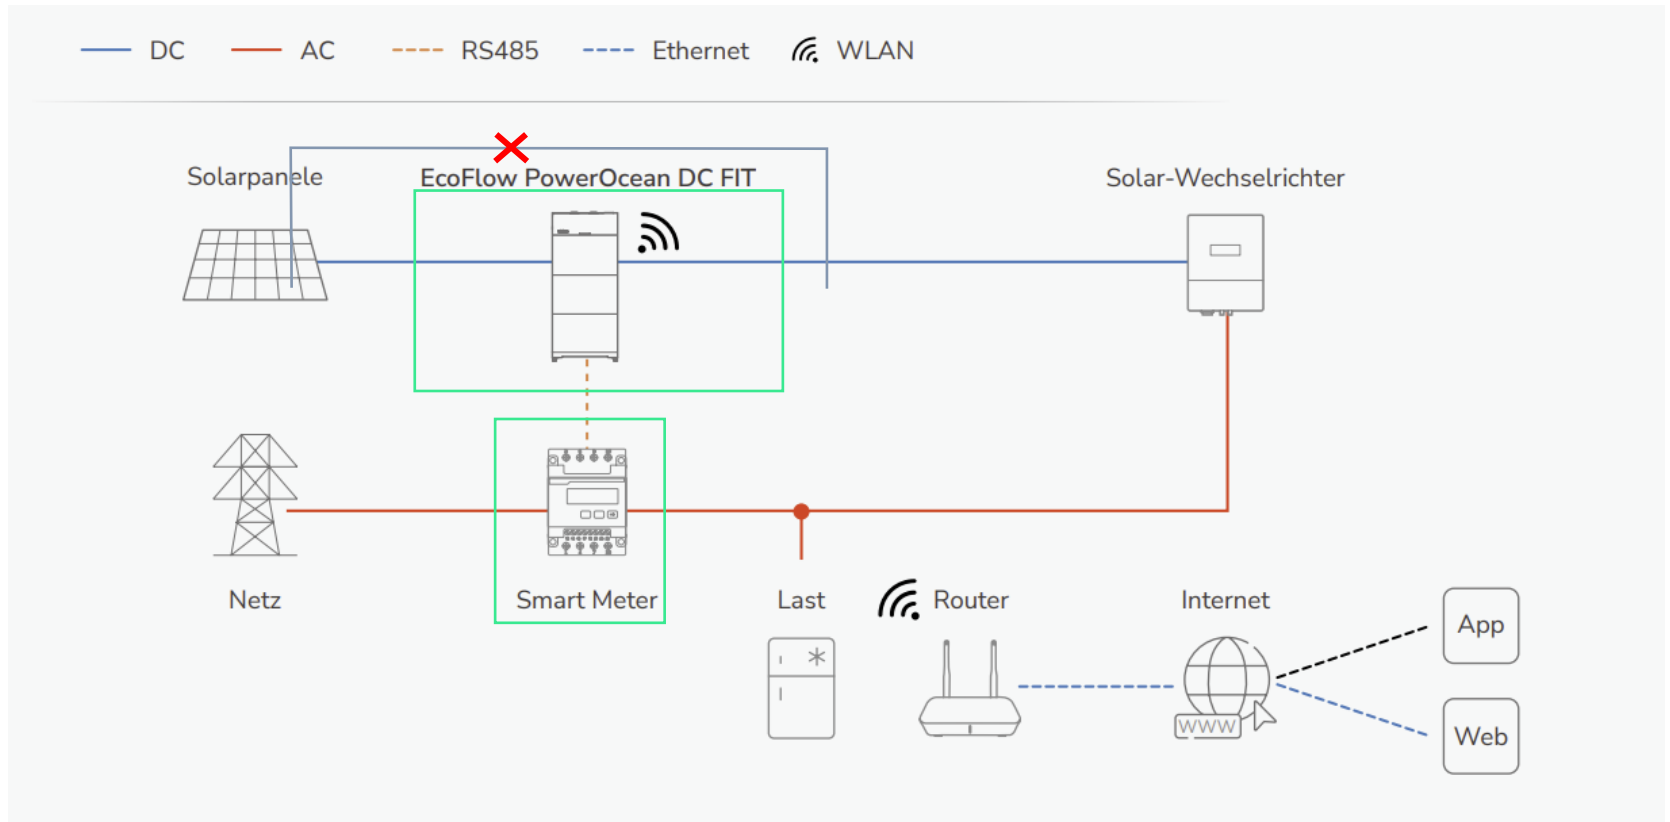 DC AC RS485 Ethernet WLAN
Solarpanele EcoFlow PowerOcean DC FIT Solar-Wechselrichter
Netz Smart Meter Last Router Internet
App
WWW
Web